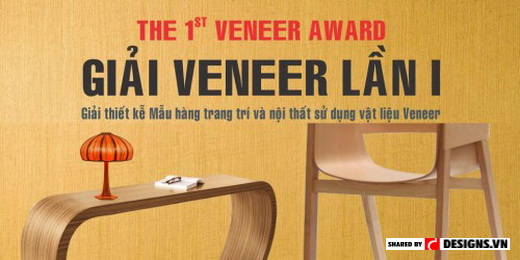 THE 1ST VENEER AWARD
GIẢI VENEER LẦN I
Giải thiết kế Mẫu hàng trang trí và nội thất sử dụng vật liệu Veneer
SHARED BY DESIGNS.VN